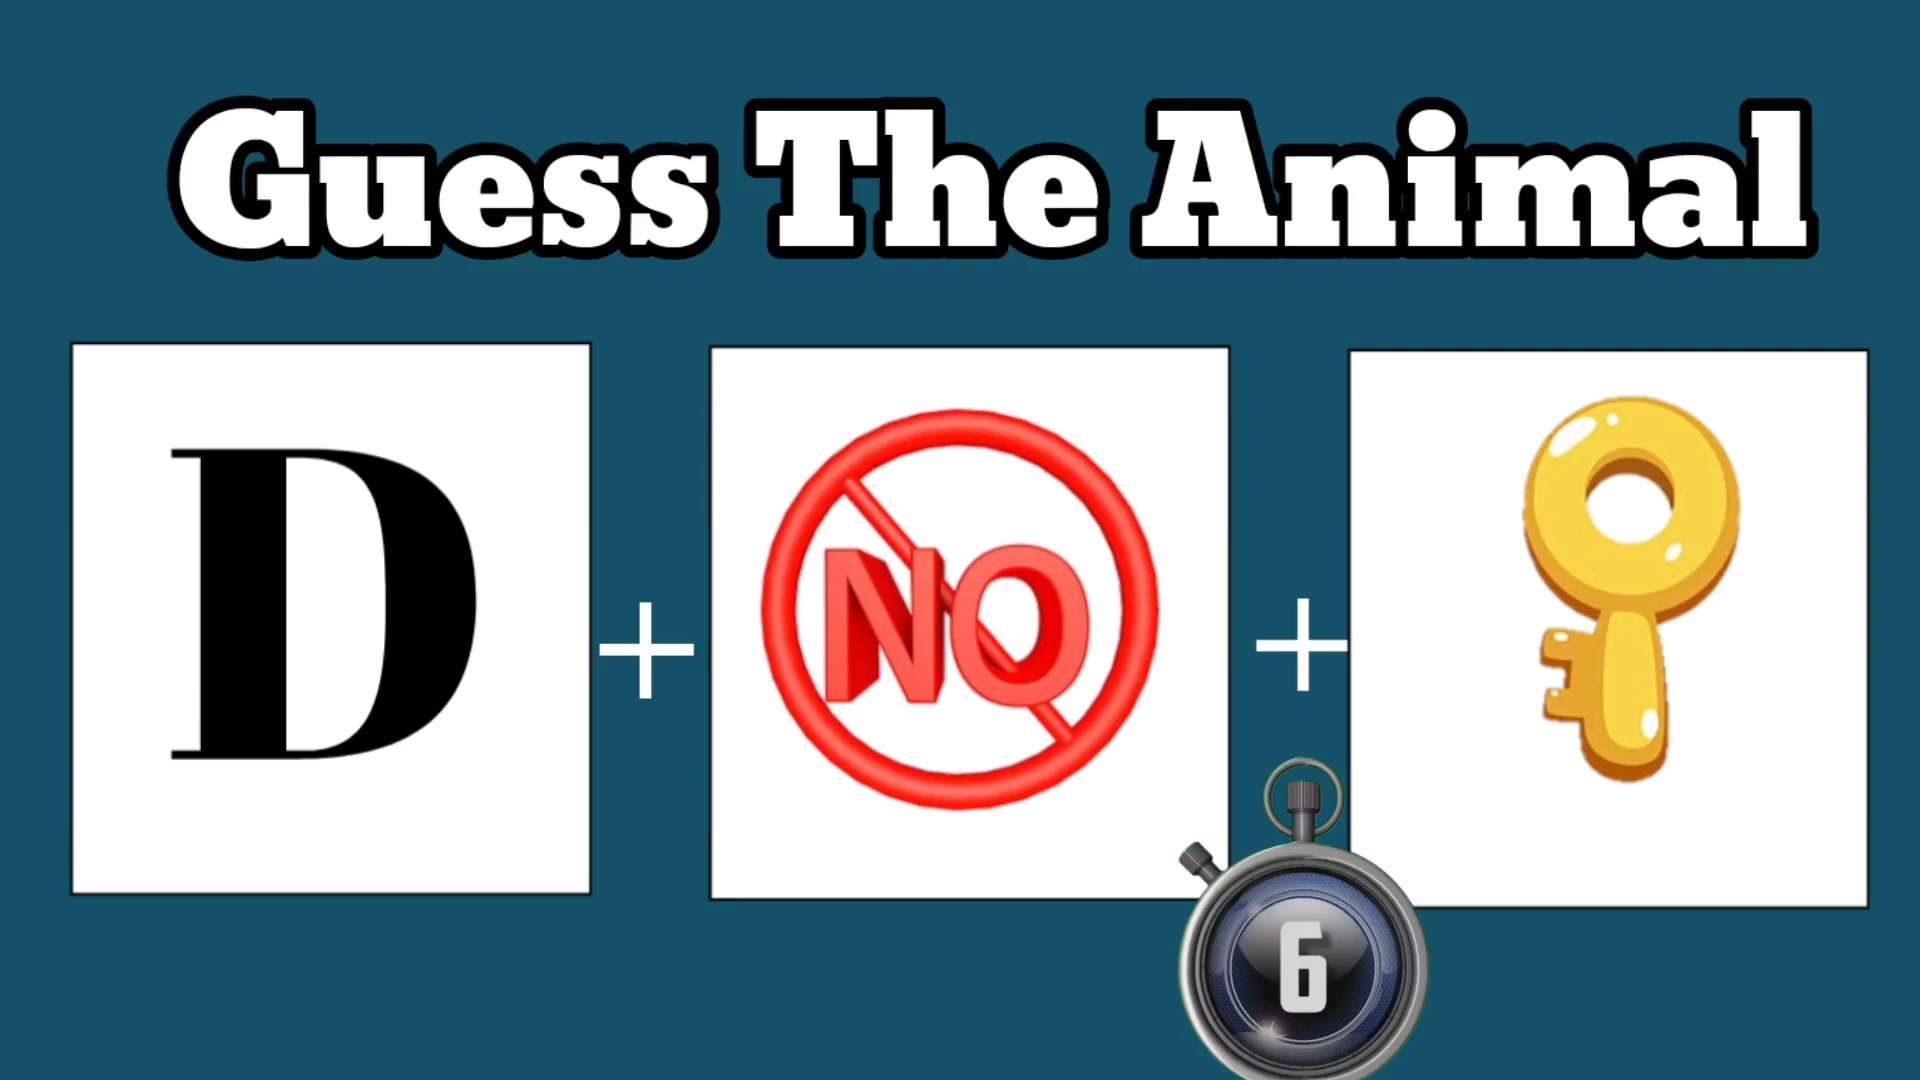 Guess The Animal
D + NO +
6